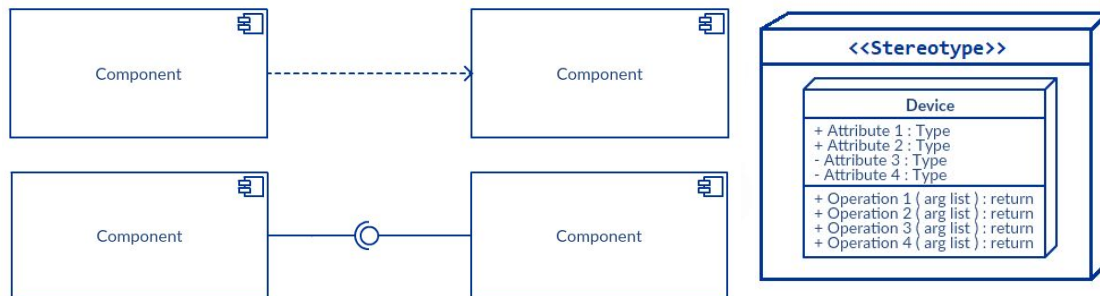 Component
Component
Component
Component
<<Stereotype>>
Device
+ Attribute 1 : Type
+ Attribute 2 : Type
- Attribute 3 : Type
- Attribute 4 : Type
+ Operation 1 ( arg list ) : return
+ Operation 2 ( arg list ) : return
+ Operation 3 ( arg list ) : return
+ Operation 4 ( arg list ) : return